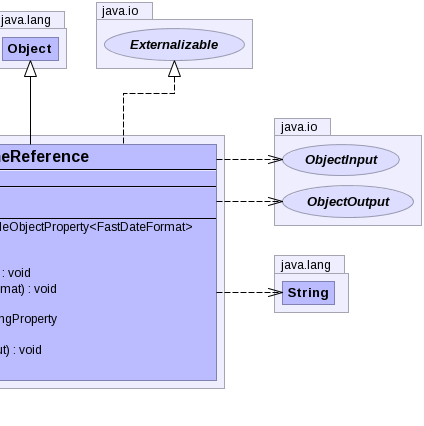 java.lang
Object
java.io
Externalizable
eReference
eObjectProperty<FastDateFormat>
) : void
mat) : void
ngProperty
ut) : void
java.io
ObjectInput
ObjectOutput
java.lang
String